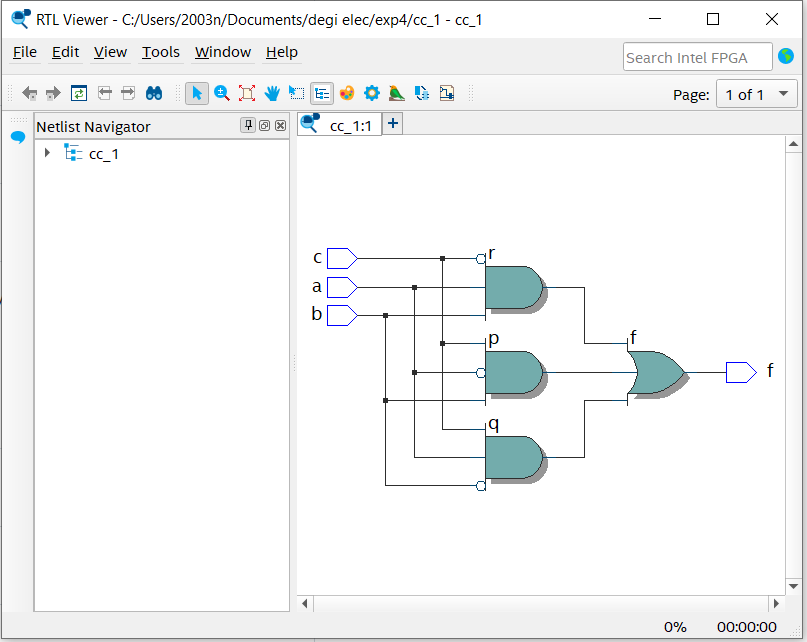 RTL Viewer - C:/Users/2003n/Documents/degi elec/exp4/cc_1 - cc_1
File Edit View Tools Window Help
Search Intel FPGA
Page: 1 of 1
Netlist Navigator
cc_1:1 +
cc_1
c
r
a
b
p
f
f
q
0% 00:00:00